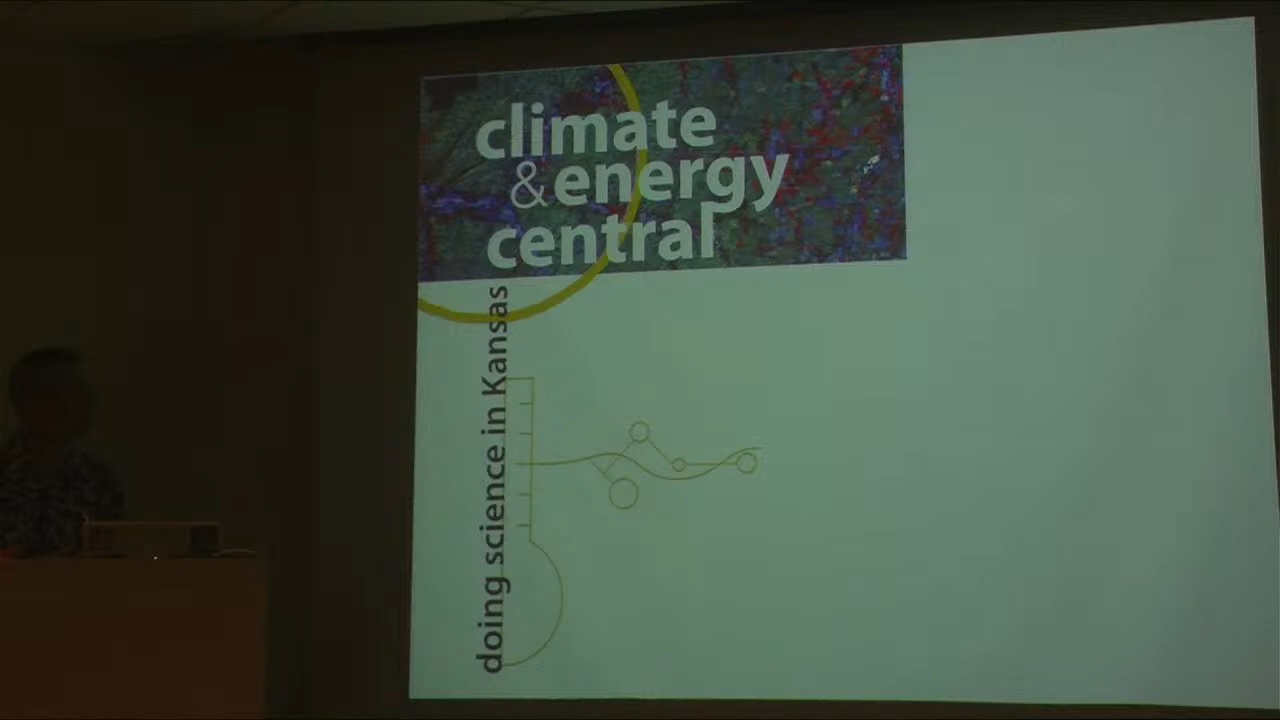 climate
& energy
central
doing science in Kansas